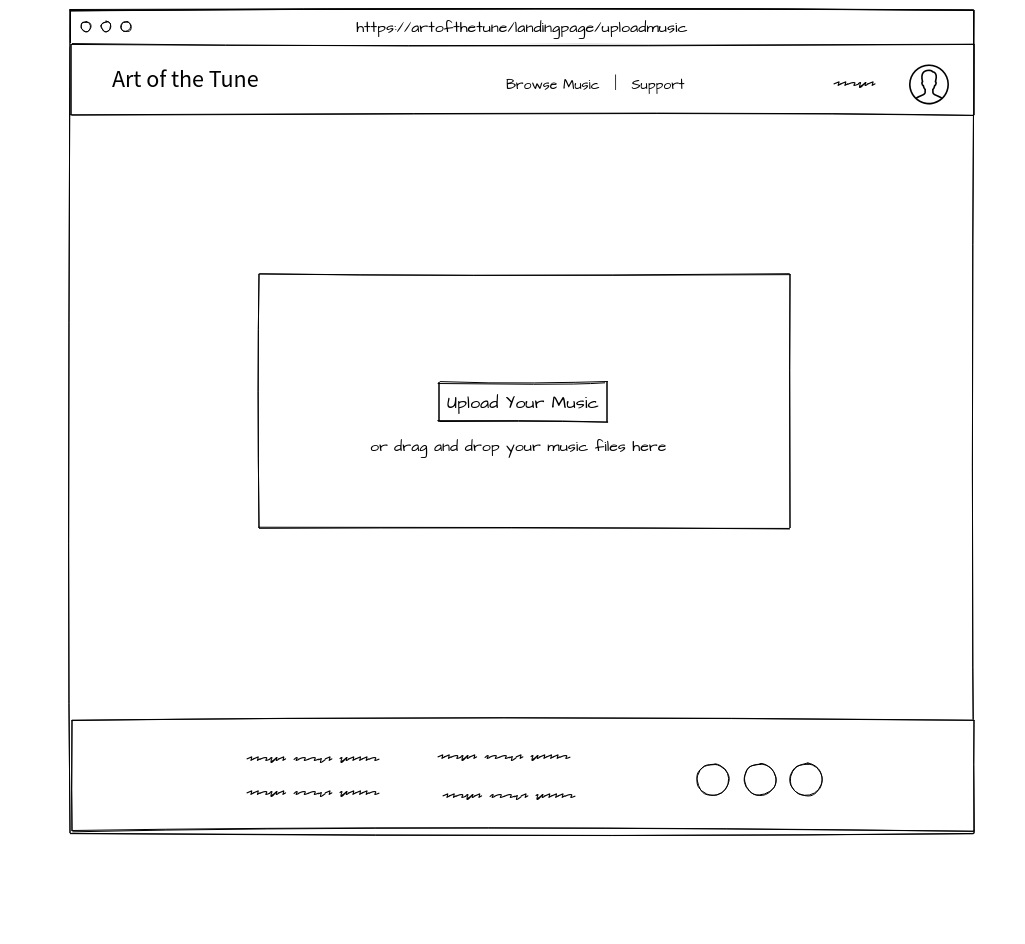 https://artofthetune/landingpage/uploadmusic
Art of the Tune
Browse Music | Support
Upload Your Music
or drag and drop your music files here